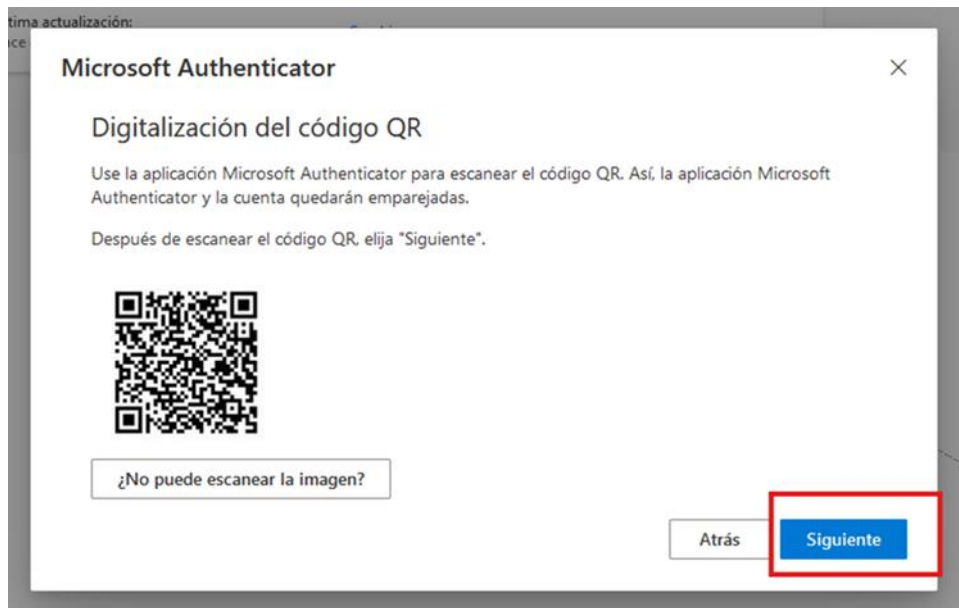 tima actualización:
Microsoft Authenticator
Digitalización del código QR
Use la aplicación Microsoft Authenticator para escanear el código QR. Así, la aplicación Microsoft
Authenticator y la cuenta quedarán emparejadas.
Después de escanear el código QR, elija "Siguiente".
¿No puede escanear la imagen?
Atrás
Siguiente